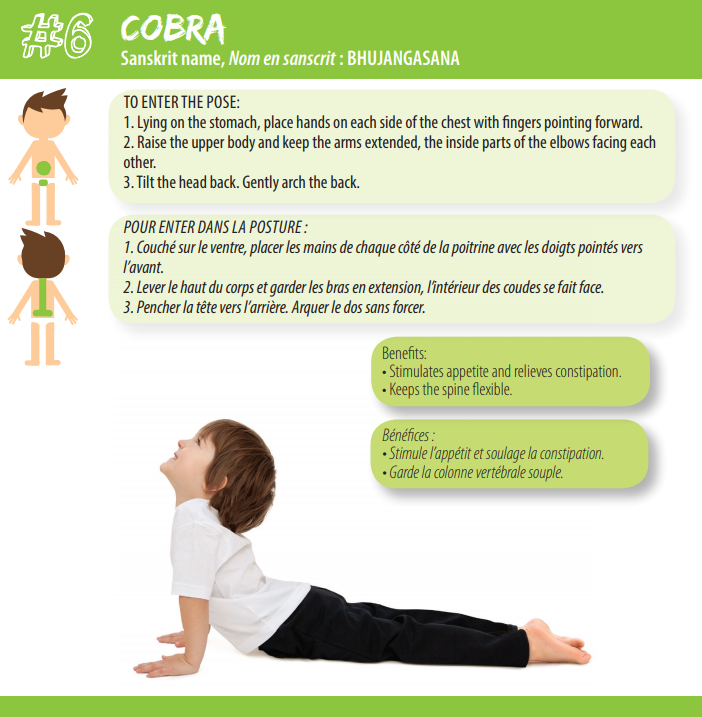 #6 COBRA
Sanskrit name, Nom en sanscrit : BHUJANGASANA
TO ENTER THE POSE:
1. Lying on the stomach, place hands on each side of the chest with fingers pointing forward.
2. Raise the upper body and keep the arms extended, the inside parts of the elbows facing each
other.
3. Tilt the head back. Gently arch the back.
POUR ENTER DANS LA POSTURE :
1. Couché sur le ventre, placer les mains de chaque côté de la poitrine avec les doigts pointés vers
l'avant.
2. Lever le haut du corps et garder les bras en extension, l'intérieur des coudes se fait face.
3. Pencher la tête vers l'arrière. Arquer le dos sans forcer.
Benefits:
• Stimulates appetite and relieves constipation.
• Keeps the spine flexible.
Bénéfices :
• Stimule l'appétit et soulage la constipation.
• Garde la colonne vertébrale souple.